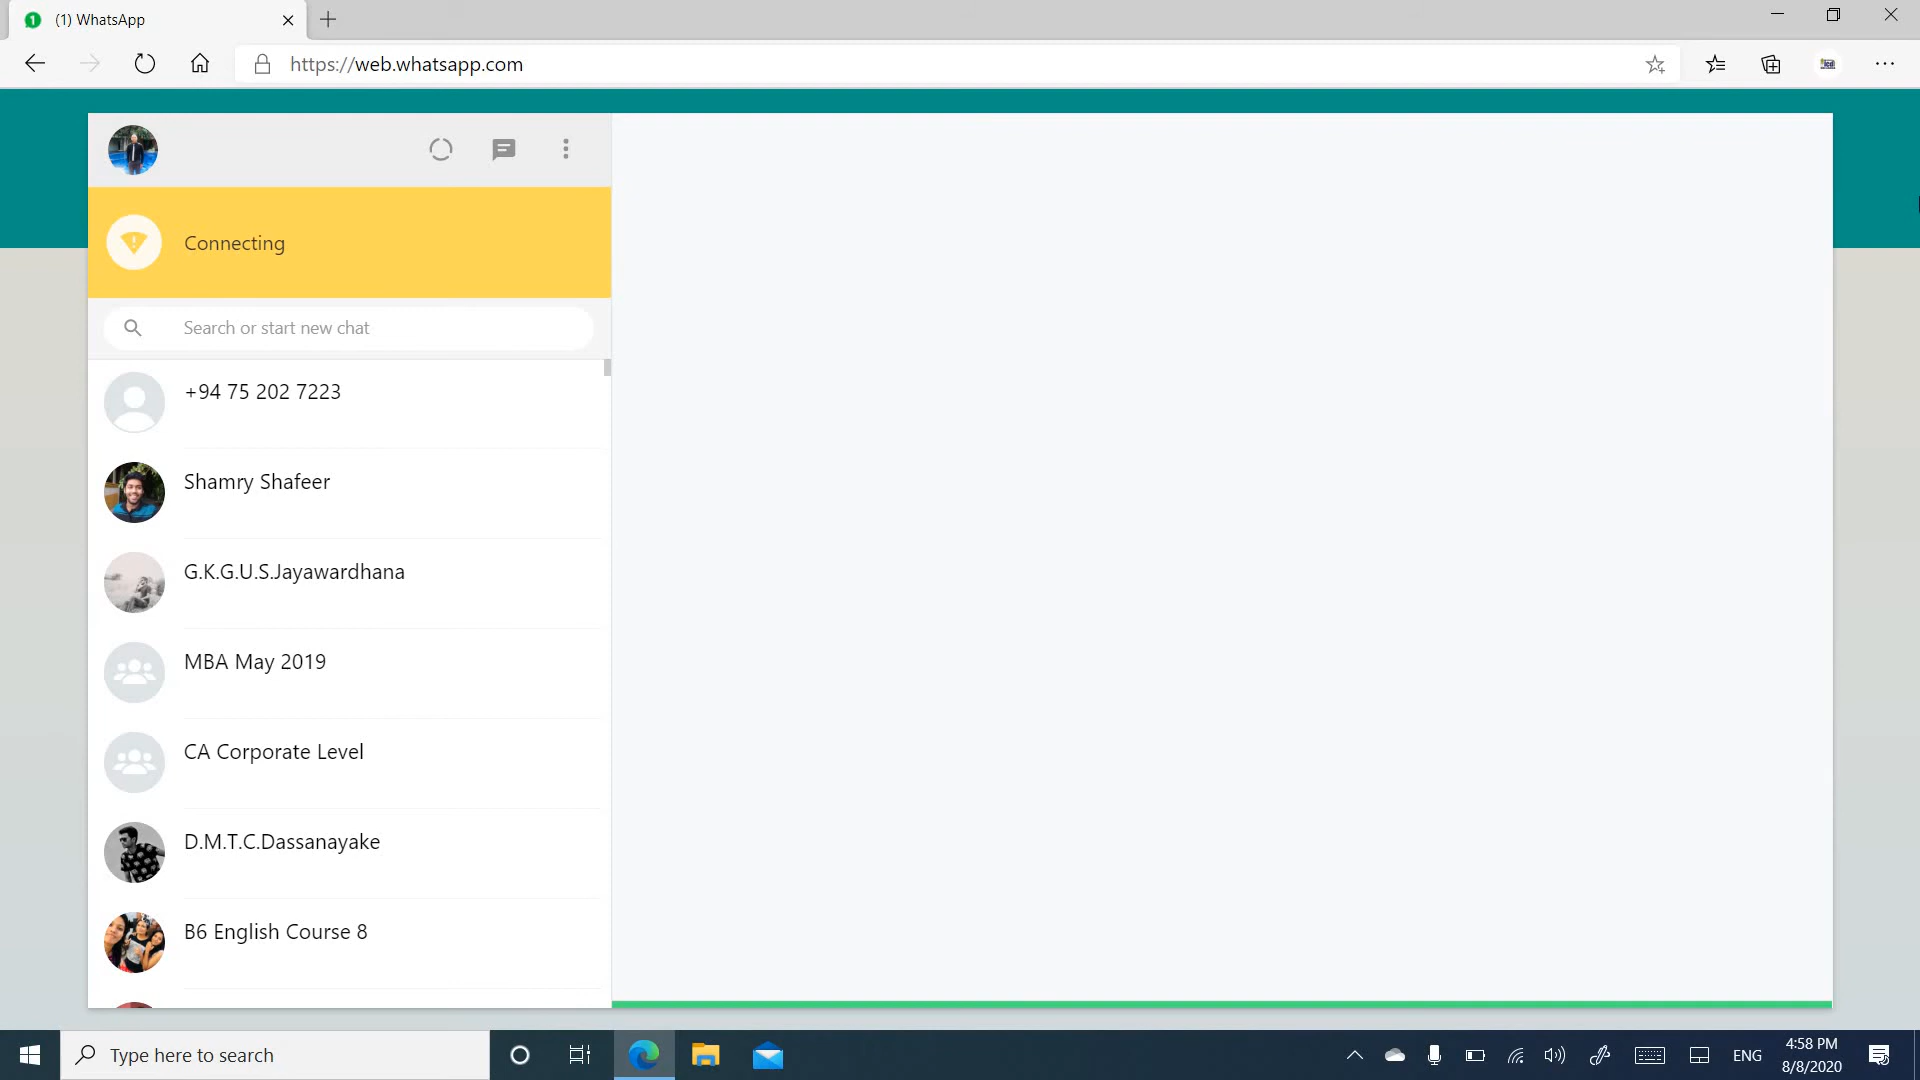 (1) WhatsApp
https://web.whatsapp.com
Connecting
Search or start new chat
+94 75 202 7223
Shamry Shafeer
G.K.G.U.S.Jayawardhana
MBA May 2019
CA Corporate Level
D.M.T.C.Dassanayake
B6 English Course 8
Type here to search
ENG
4:58 PM
8/8/2020